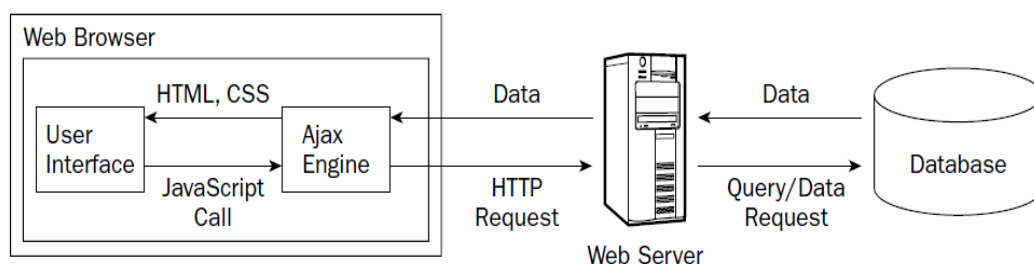 Web Browser
HTML, CSS
User
Interface
JavaScript
Call
Ajax
Engine
Data
HTTP
Request
Web Server
Data
Query/Data
Request
Database